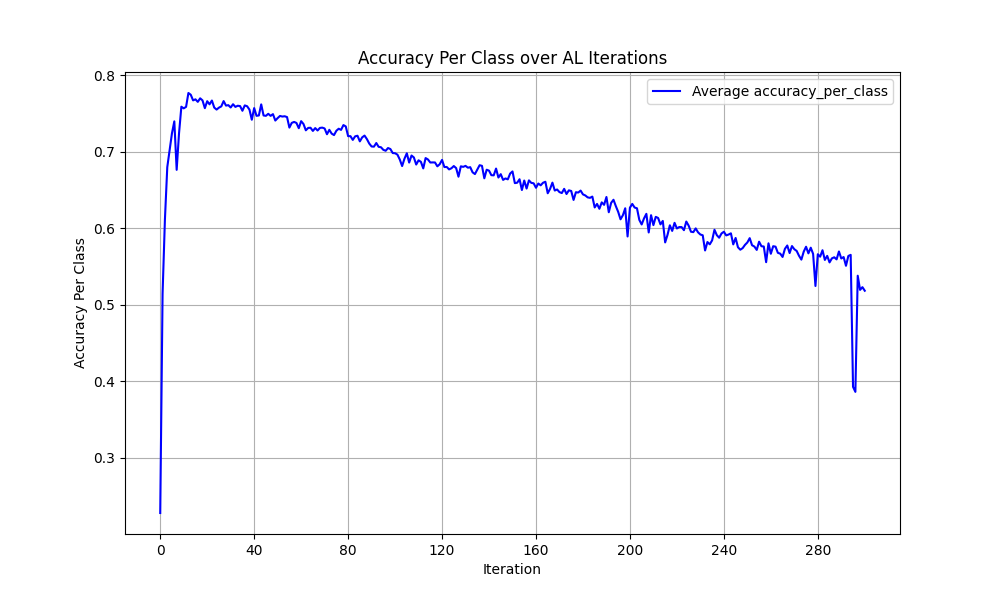 Accuracy Per Class over AL Iterations
Average accuracy_per_class
Accuracy Per Class
0.8
0.7
0.6
0.5
0.4
0.3
0 40 80 120 160 200 240 280
Iteration